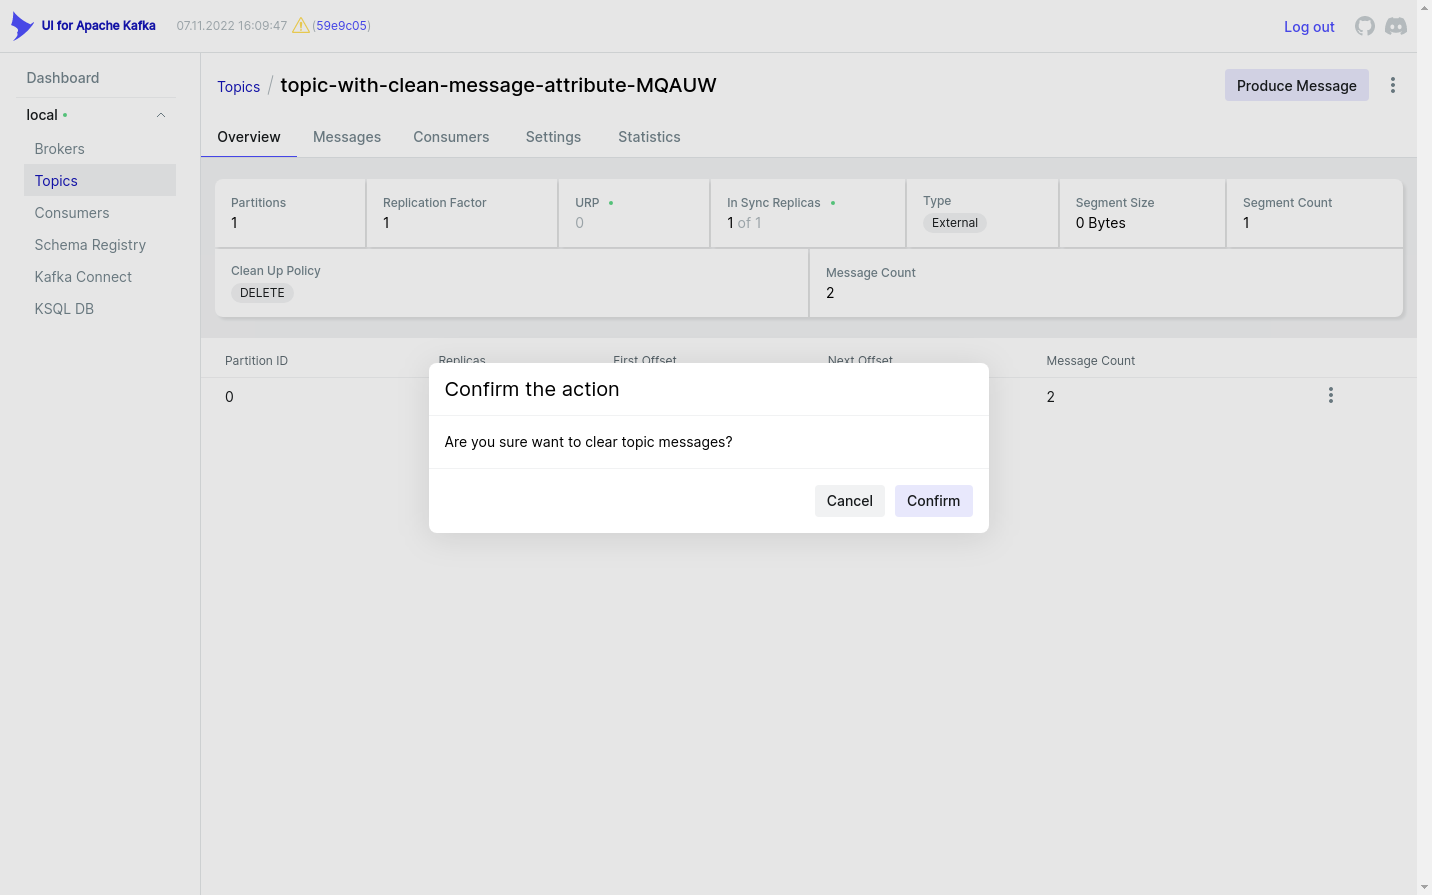 UI for Apache Kafka 07.11.2022 16:09:47 (59e9c05) Log out
Dashboard
local
Brokers
Topics
Consumers
Schema Registry
Kafka Connect
KSQL DB
Topics / topic-with-clean-message-attribute-MQAUW Produce Message
Overview Messages Consumers Settings Statistics
Partitions Replication Factor URP In Sync Replicas Type Segment Size Segment Count
1 1 0 1 of 1 External 0 Bytes 1
Clean Up Policy Message Count
DELETE 2
Partition ID Replicas First Offset Next Offset Message Count
0 2
Confirm the action
Are you sure want to clear topic messages?
Cancel Confirm